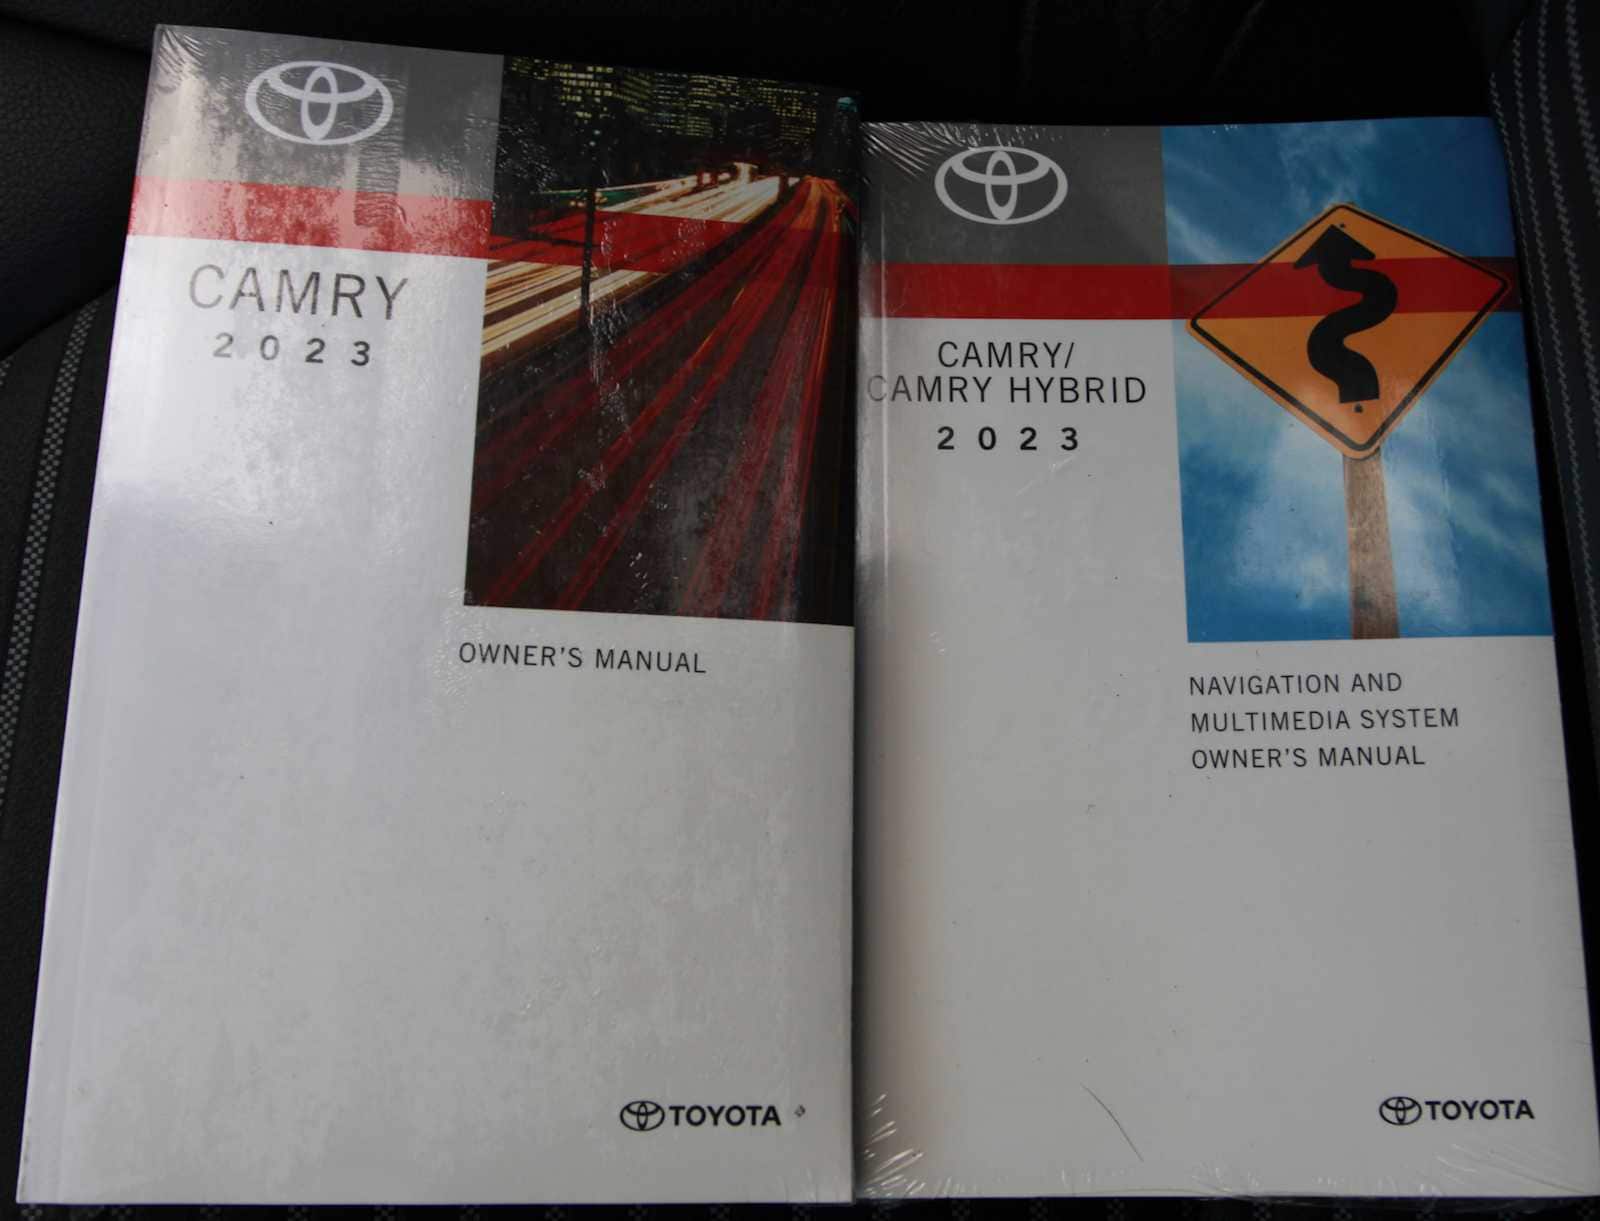 CAMRY
2023
OWNER'S MANUAL
TOYOTA
CAMRY/
CAMRY HYBRID
2023
NAVIGATION AND
MULTIMEDIA SYSTEM
OWNER'S MANUAL
TOYOTA